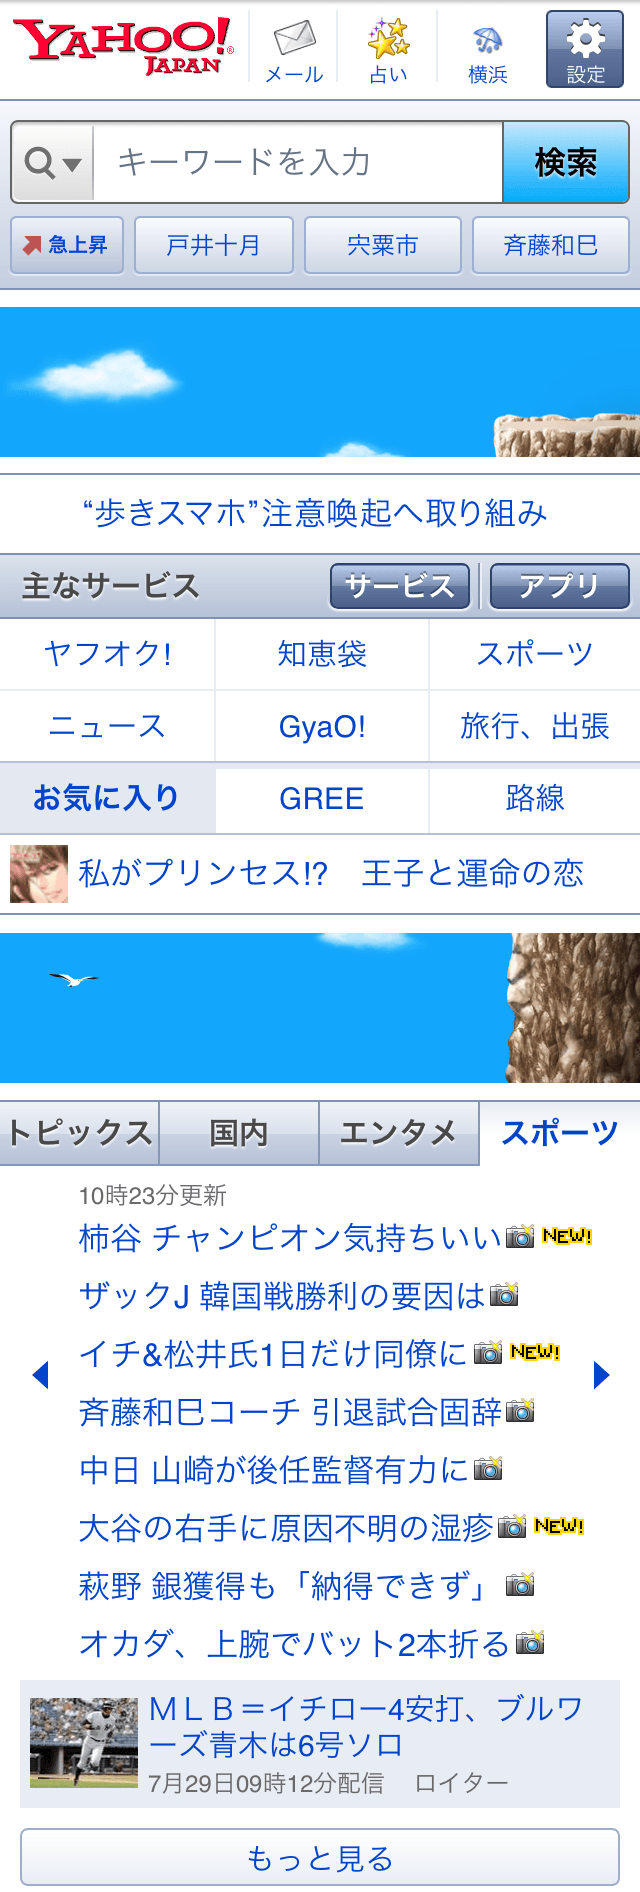 YAHOO! JAPAN
メール
占い
横浜
設定
キーワードを入力
検索
急上昇
戸井十月
宍粟市
斉藤和巳
“歩きスマホ”注意喚起へ取り組み
主なサービス
サービス
アプリ
ヤフオク!
知恵袋
スポーツ
ニュース
GyaO!
旅行、出張
お気に入り
GREE
路線
私がプリンセス!?　王子と運命の恋
トピックス
国内
エンタメ
スポーツ
10時23分更新
柿谷 チャンピオン気持ちいい NEW!
ザックJ 韓国戦勝利の要因は
イチ&松井氏1日だけ同僚に NEW!
斉藤和巳コーチ 引退試合固辞
中日 山崎が後任監督有力に
大谷の右手に原因不明の湿疹 NEW!
萩野 銀獲得も「納得できず」
オカダ、上腕でバット2本折る
ＭＬＢ＝イチロー4安打、ブルワ
ーズ青木は6号ソロ
7月29日09時12分配信　ロイター
もっと見る